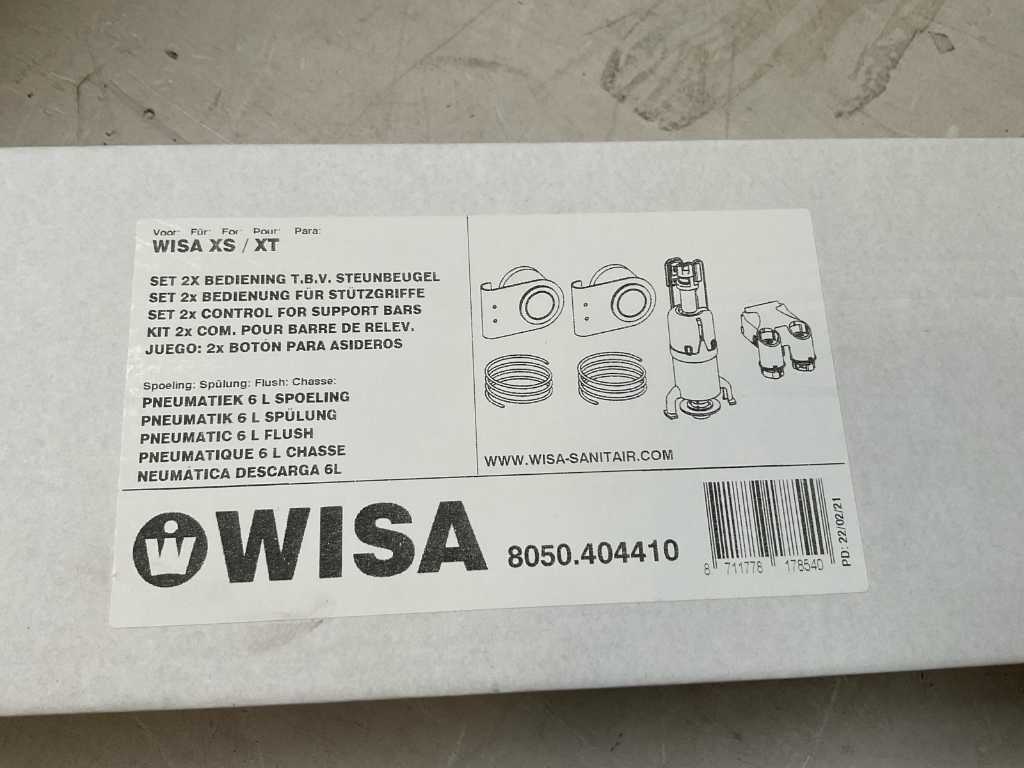 Voor: Für: For: Pour: Para:
WISA XS / XT
SET 2X BEDIENING T.B.V. STEUNBEUGEL
SET 2x BEDIENUNG FÜR STÜTZGRIFFE
SET 2x CONTROL FOR SUPPORT BARS
KIT 2x COM. POUR BARRE DE RELEV.
JUEGO: 2x BOTÓN PARA ASIDEROS
Spoeling: Spülung: Flush: Chasse:
PNEUMATIEK 6 L SPOELING
PNEUMATIK 6 L SPÜLUNG
PNEUMATIC 6 L FLUSH
PNEUMATIQUE 6 L CHASSE
NEUMÁTICA DESCARGA 6L
WWW.WISA-SANITAIR.COM
W WISA
8050.404410
8 711778 178540
PD: 22/02/21